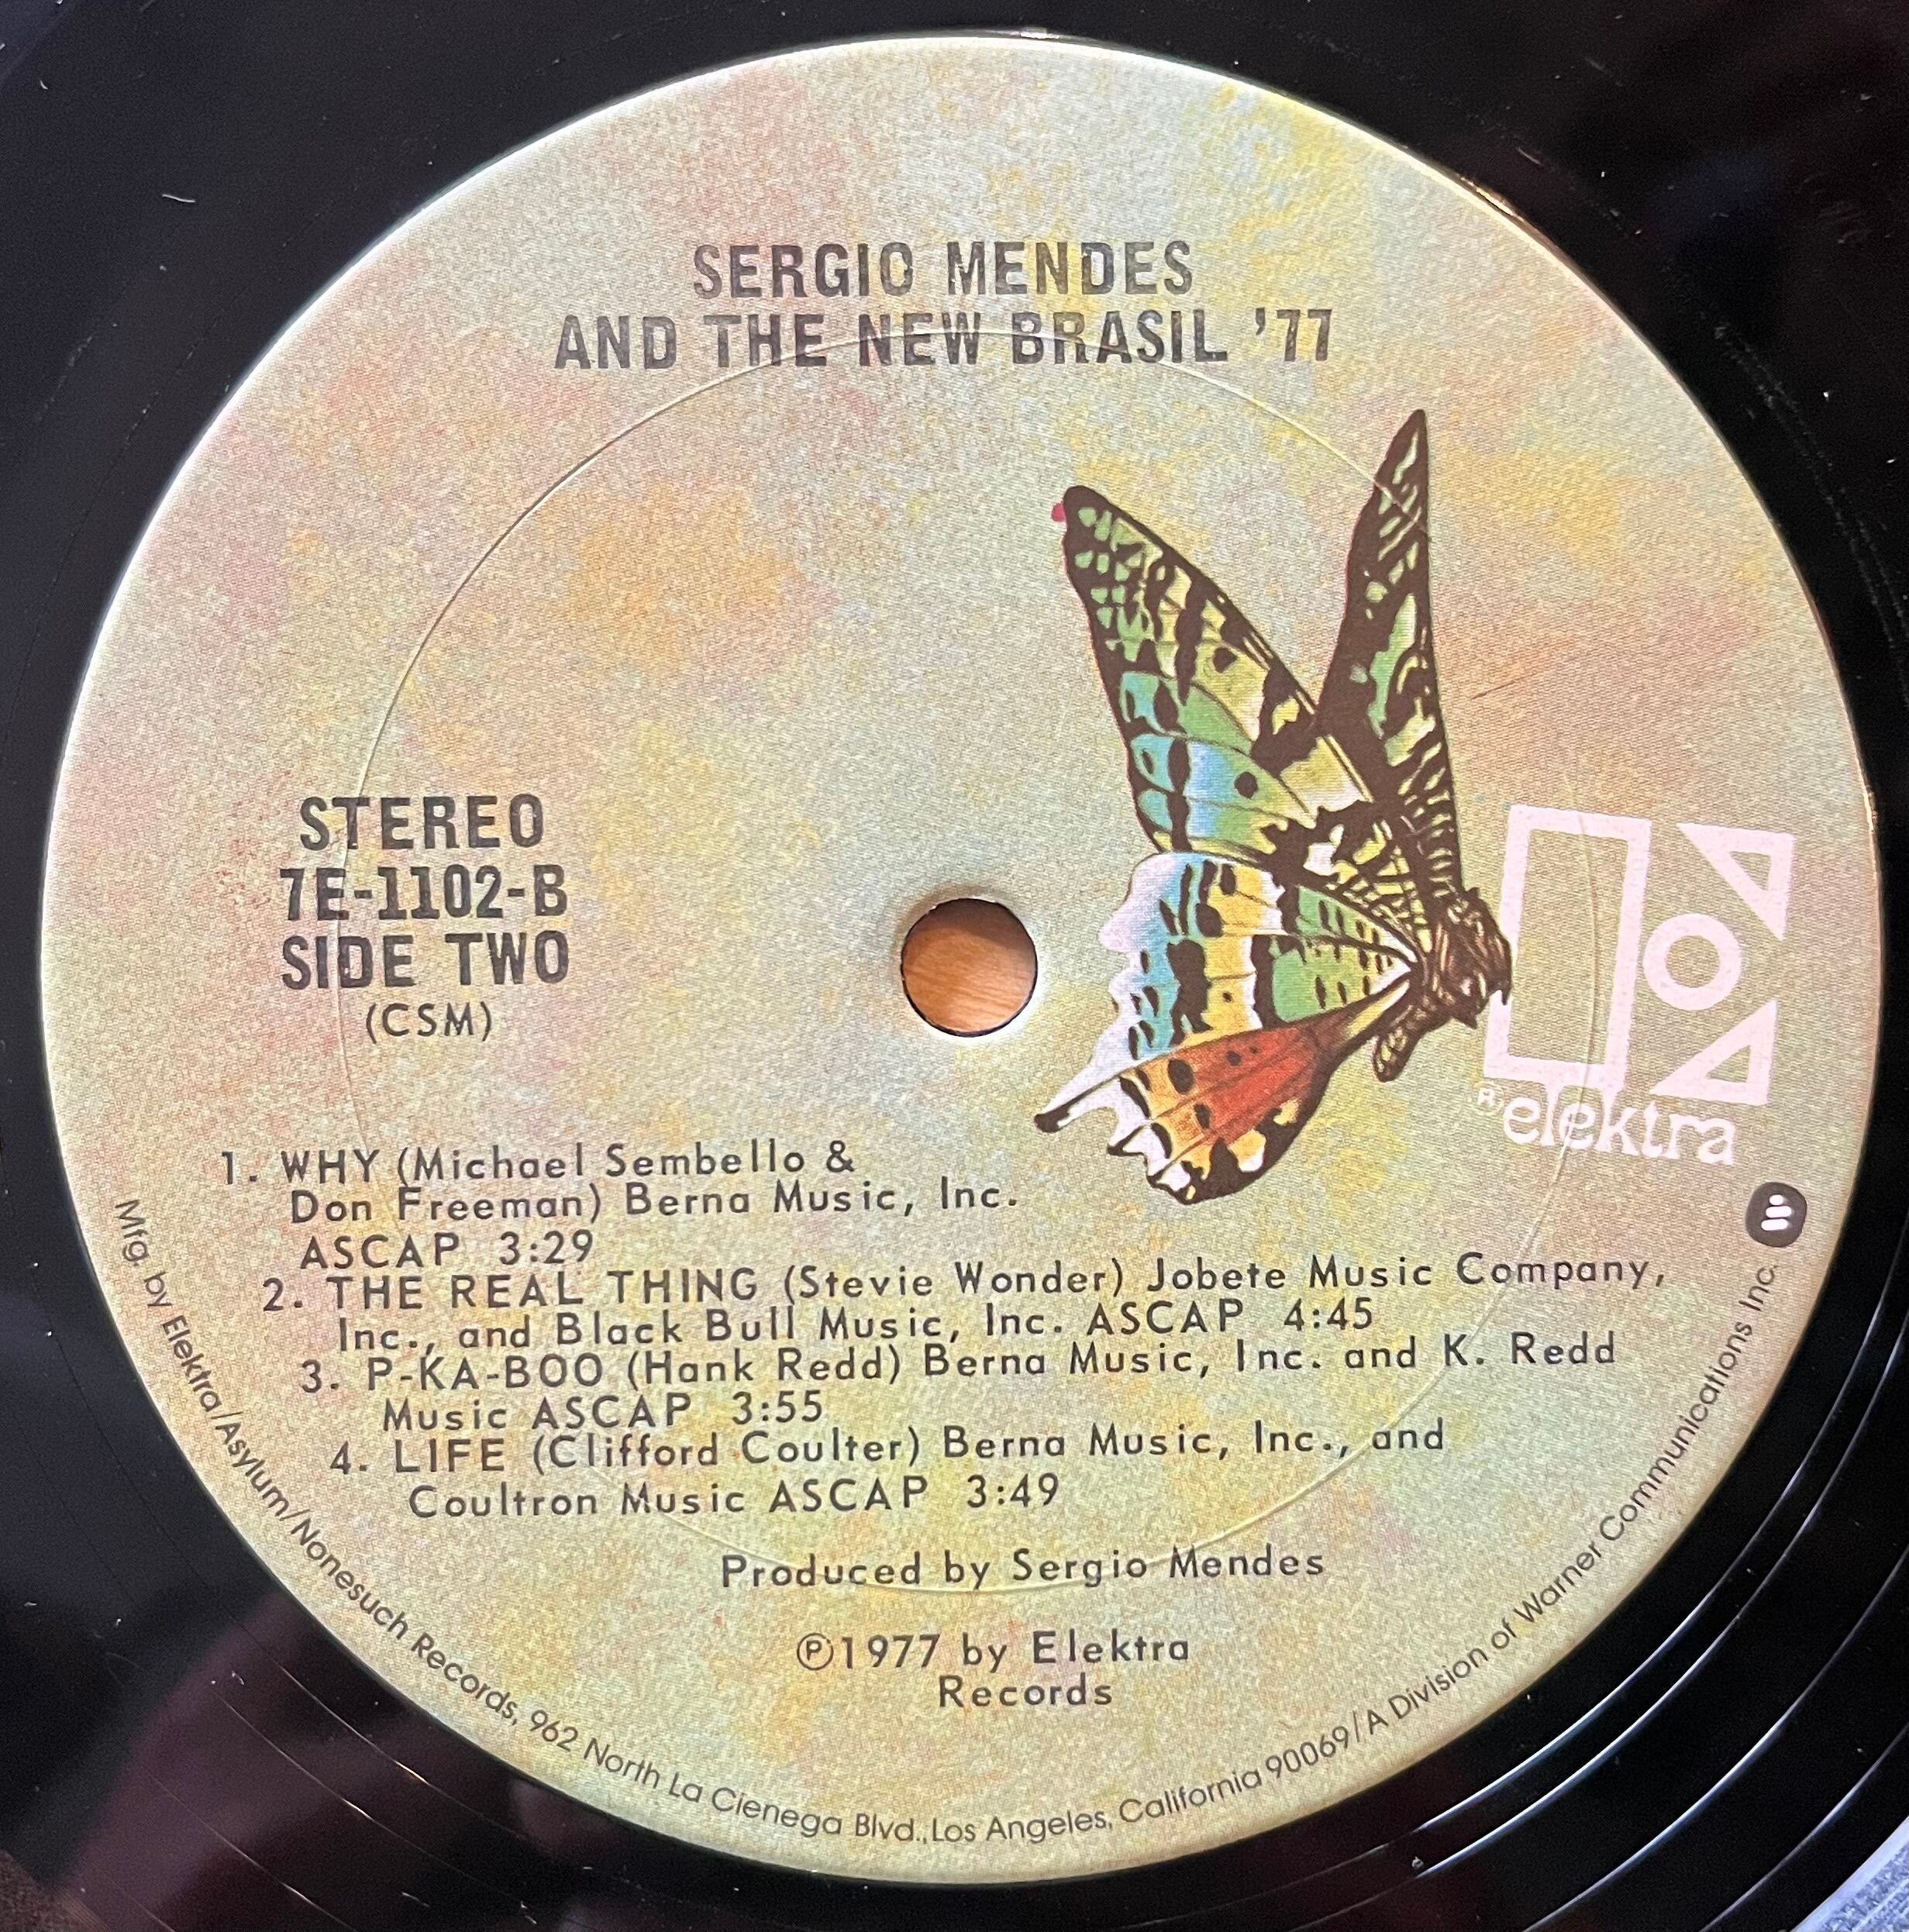 SERGIO MENDES
AND THE NEW BRASIL '77
STEREO
7E-1102-B
SIDE TWO
(CSM)
® elektra
1. WHY (Michael Sembello &
Don Freeman) Berna Music, Inc.
ASCAP 3:29
2. THE REAL THING (Stevie Wonder) Jobete Music Company,
Inc., and Black Bull Music, Inc. ASCAP 4:45
3. P-KA-BOO (Hank Redd) Berna Music, Inc. and K. Redd
Music ASCAP 3:55
4. LIFE (Clifford Coulter) Berna Music, Inc., and
Coultron Music ASCAP 3:49
Produced by Sergio Mendes
℗1977 by Elektra
Records
Mfg. by Elektra/Asylum/Nonesuch Records, 962 North La Cienega Blvd., Los Angeles, California 90069/A Division of Warner Communications Inc.